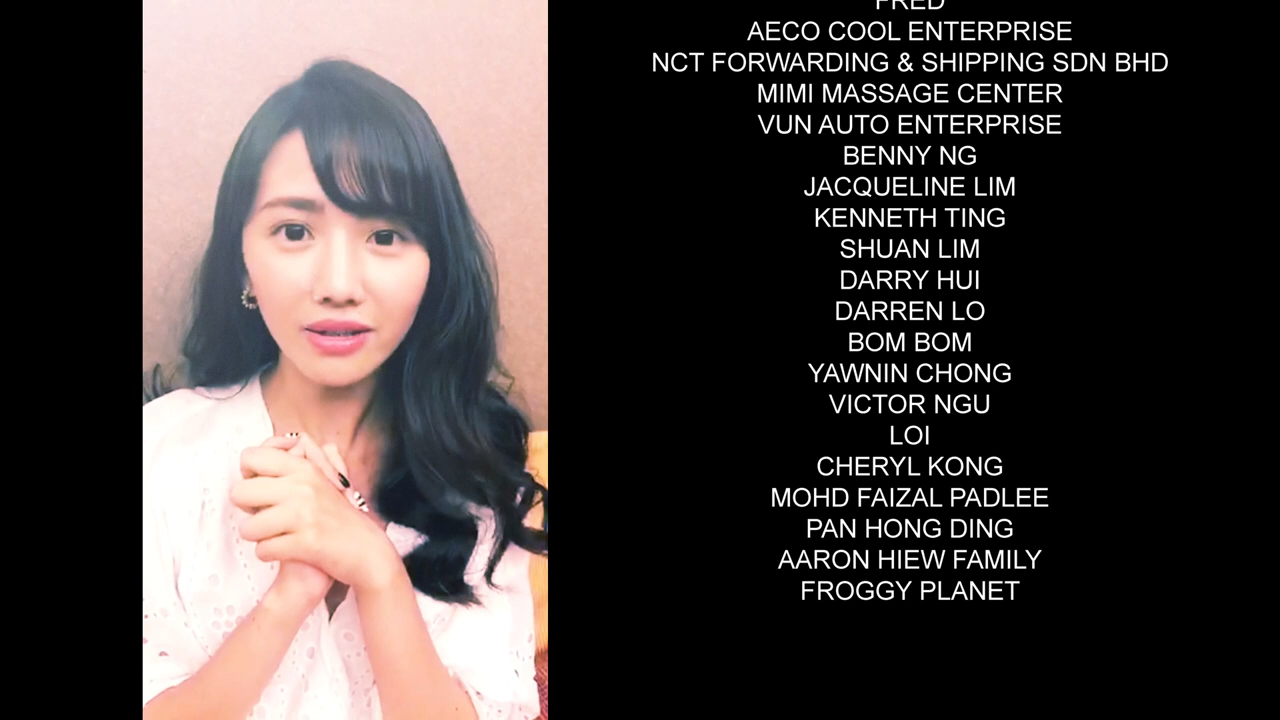 FRED
AECO COOL ENTERPRISE
NCT FORWARDING & SHIPPING SDN BHD
MIMI MASSAGE CENTER
VUN AUTO ENTERPRISE
BENNY NG
JACQUELINE LIM
KENNETH TING
SHUAN LIM
DARRY HUI
DARREN LO
BOM BOM
YAWNIN CHONG
VICTOR NGU
LOI
CHERYL KONG
MOHD FAIZAL PADLEE
PAN HONG DING
AARON HIEW FAMILY
FROGGY PLANET